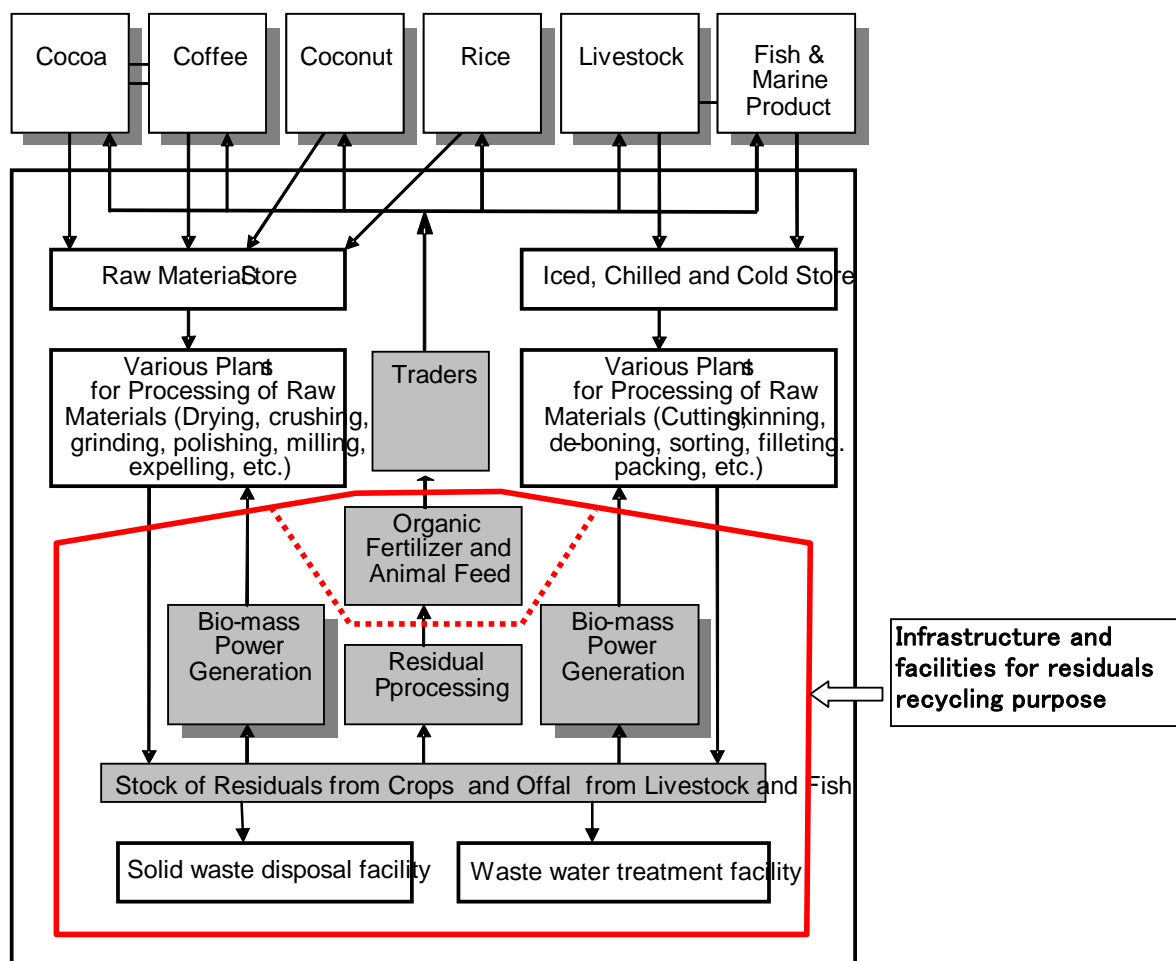 Cocoa
Coffee
Coconut
Rice
Livestock
Fish &
Marine
Product
Raw Material Store
Iced, Chilled and Cold Store
Various Plants
for Processing of Raw
Materials (Drying, crushing,
grinding, polishing, milling,
expelling, etc.)
Traders
Various Plants
for Processing of Raw
Materials (Cutting, skinning,
de-boning, sorting, filleting.
packing, etc.)
Organic
Fertilizer and
Animal Feed
Bio-mass
Power
Generation
Residual
Pprocessing
Bio-mass
Power
Generation
Infrastructure and
facilities for residuals
recycling purpose
Stock of Residuals from Crops and Offal from Livestock and Fish
Solid waste disposal facility
Waste water treatment facility